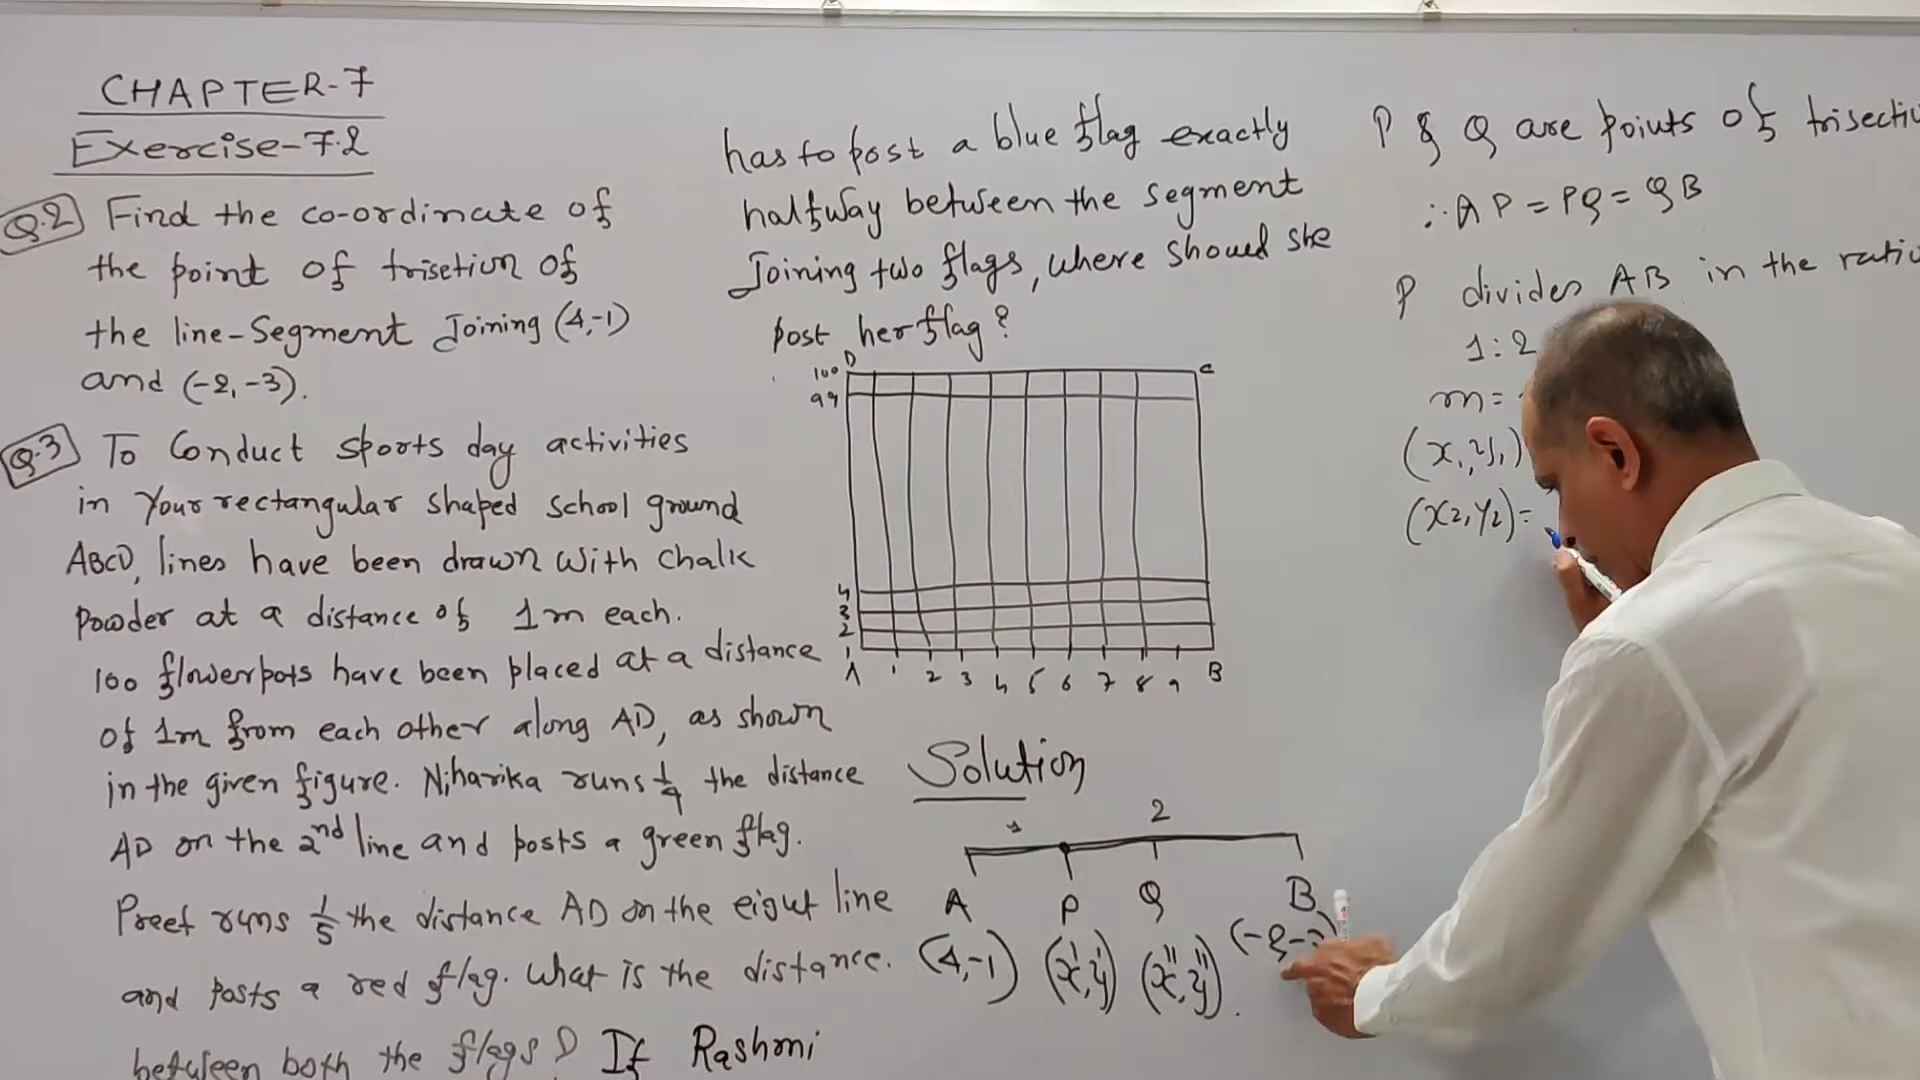 CHAPTER-7
Exercise-7.2
Q.2 Find the co-ordinate of
the point of trisetion of
the line-Segment Joining (4,-1)
and (-2,-3).
Q.3 To Conduct sports day activities
in Your rectangular shaped school ground
ABCD, lines have been drawn with chalk
Powder at a distance of 1m each.
100 flowerpots have been placed at a distance
of 1m from each other along AD, as shown
in the given figure. Niharika runs 1/4 the distance
AD on the 2nd line and posts a green flag.
Preet runs 1/5 the distance AD on the eigut line
and posts a red flag. What is the distance.
between both the flags? If Rashmi
has to post a blue flag exactly
halfway between the segment
Joining two flags, where should she
post her flag?
D
100
C
99
4
3
2
1
A 1 2 3 4 5 6 7 8 9 B
Solution
1 2
A P Q B
(4,-1) (x',y') (x'',y'').
P & Q are points of
∴ AP = PQ = QB
P divides AB in the
1:2
m=
(x1,y1)
(x2,y2)=